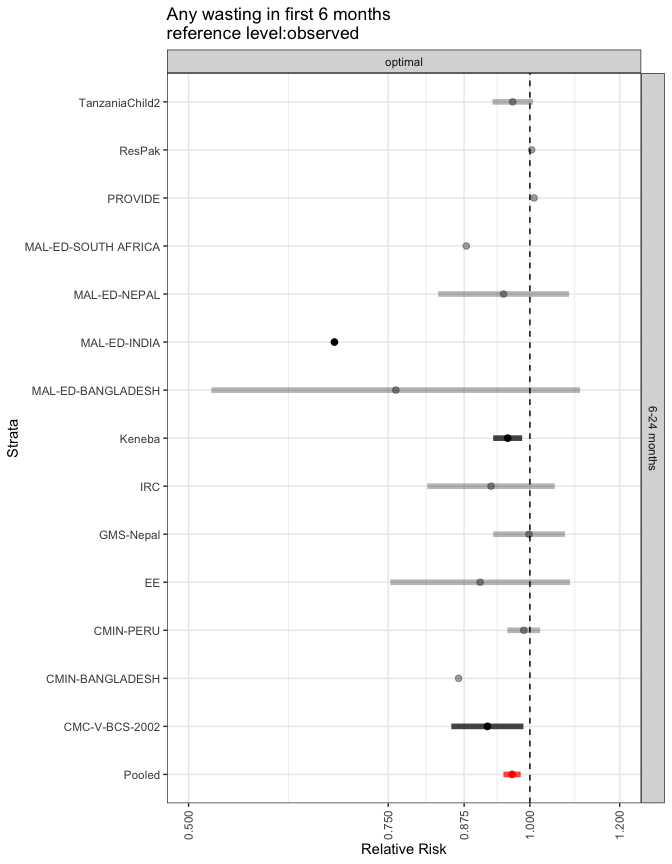 Any wasting in first 6 months
reference level:observed
optimal
TanzaniaChild2
ResPak
PROVIDE
MAL-ED-SOUTH AFRICA
MAL-ED-NEPAL
MAL-ED-INDIA
MAL-ED-BANGLADESH
Keneba
IRC
GMS-Nepal
EE
CMIN-PERU
CMIN-BANGLADESH
CMC-V-BCS-2002
Pooled
Strata
6-24 months
0.500
0.750
0.875
1.000
1.200
Relative Risk